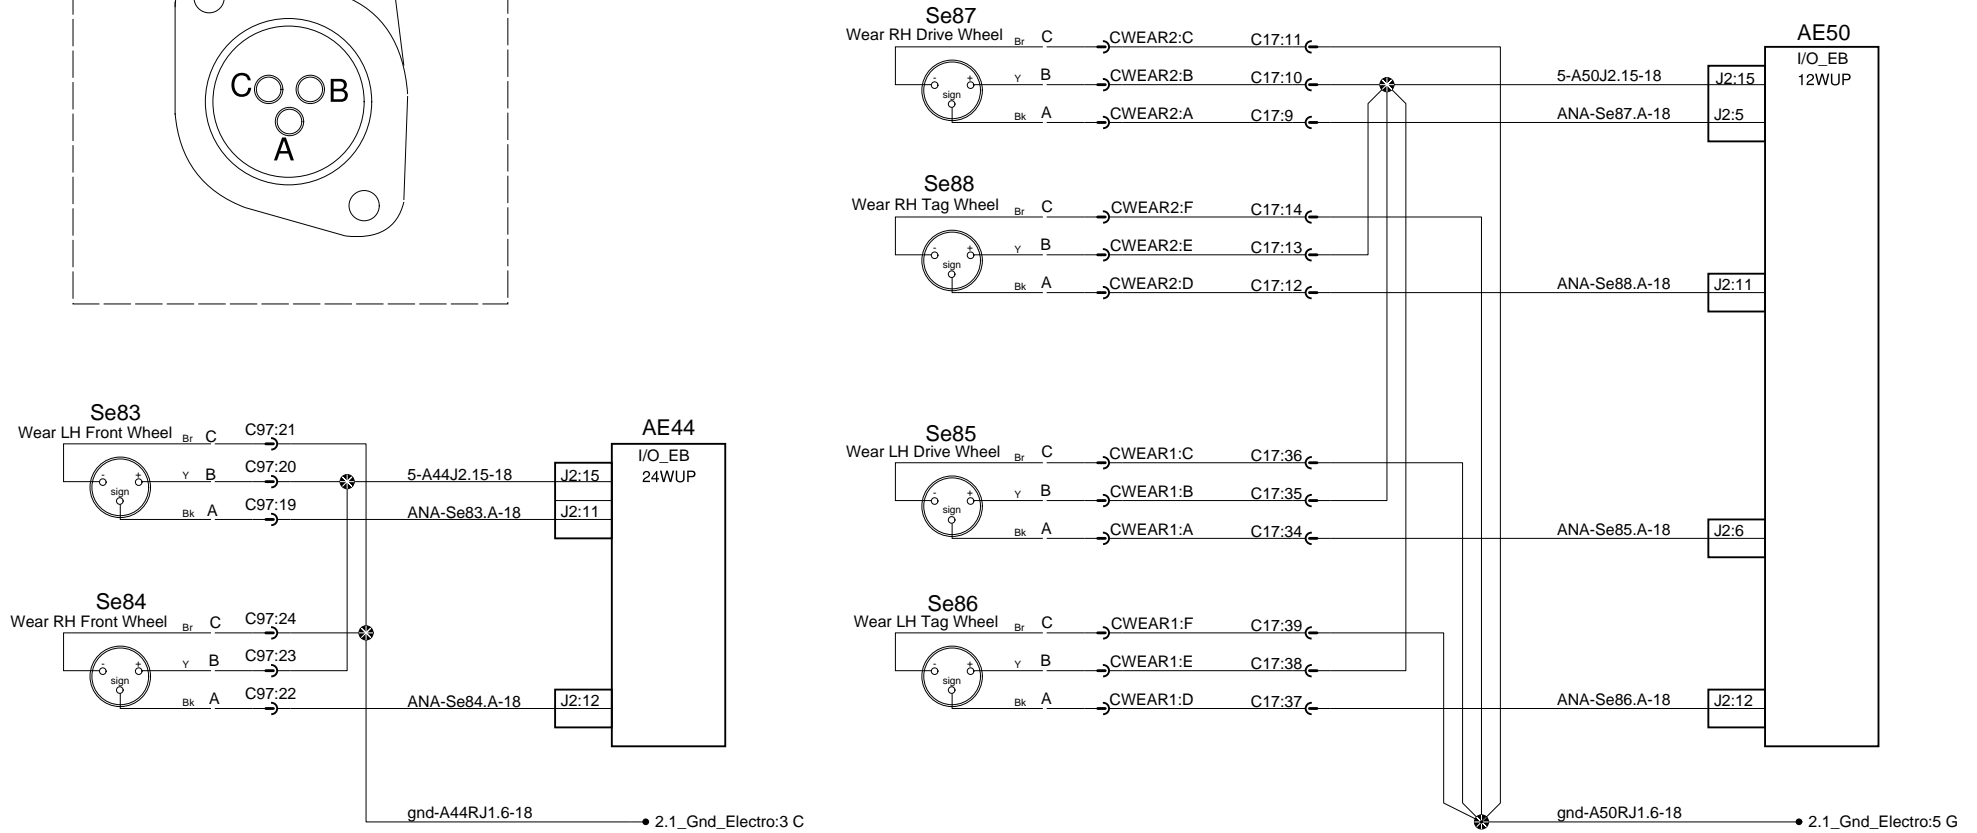 C B
A
Se87
Wear RH Drive Wheel
Br C CWEAR2:C C17:11
- + sign
Y B CWEAR2:B C17:10 5-A50J2.15-18 J2:15
Bk A CWEAR2:A C17:9 ANA-Se87.A-18 J2:5
AE50
I/O_EB
12WUP
Se88
Wear RH Tag Wheel
Br C CWEAR2:F C17:14
- + sign
Y B CWEAR2:E C17:13
Bk A CWEAR2:D C17:12 ANA-Se88.A-18 J2:11
Se83
Wear LH Front Wheel
Br C C97:21
- + sign
Y B C97:20 5-A44J2.15-18 J2:15
Bk A C97:19 ANA-Se83.A-18 J2:11
AE44
I/O_EB
24WUP
Se84
Wear RH Front Wheel
Br C C97:24
- + sign
Y B C97:23
Bk A C97:22 ANA-Se84.A-18 J2:12
gnd-A44RJ1.6-18 2.1_Gnd_Electro:3 C
Se85
Wear LH Drive Wheel
Br C CWEAR1:C C17:36
- + sign
Y B CWEAR1:B C17:35
Bk A CWEAR1:A C17:34 ANA-Se85.A-18 J2:6
Se86
Wear LH Tag Wheel
Br C CWEAR1:F C17:39
- + sign
Y B CWEAR1:E C17:38
Bk A CWEAR1:D C17:37 ANA-Se86.A-18 J2:12
gnd-A50RJ1.6-18 2.1_Gnd_Electro:5 G